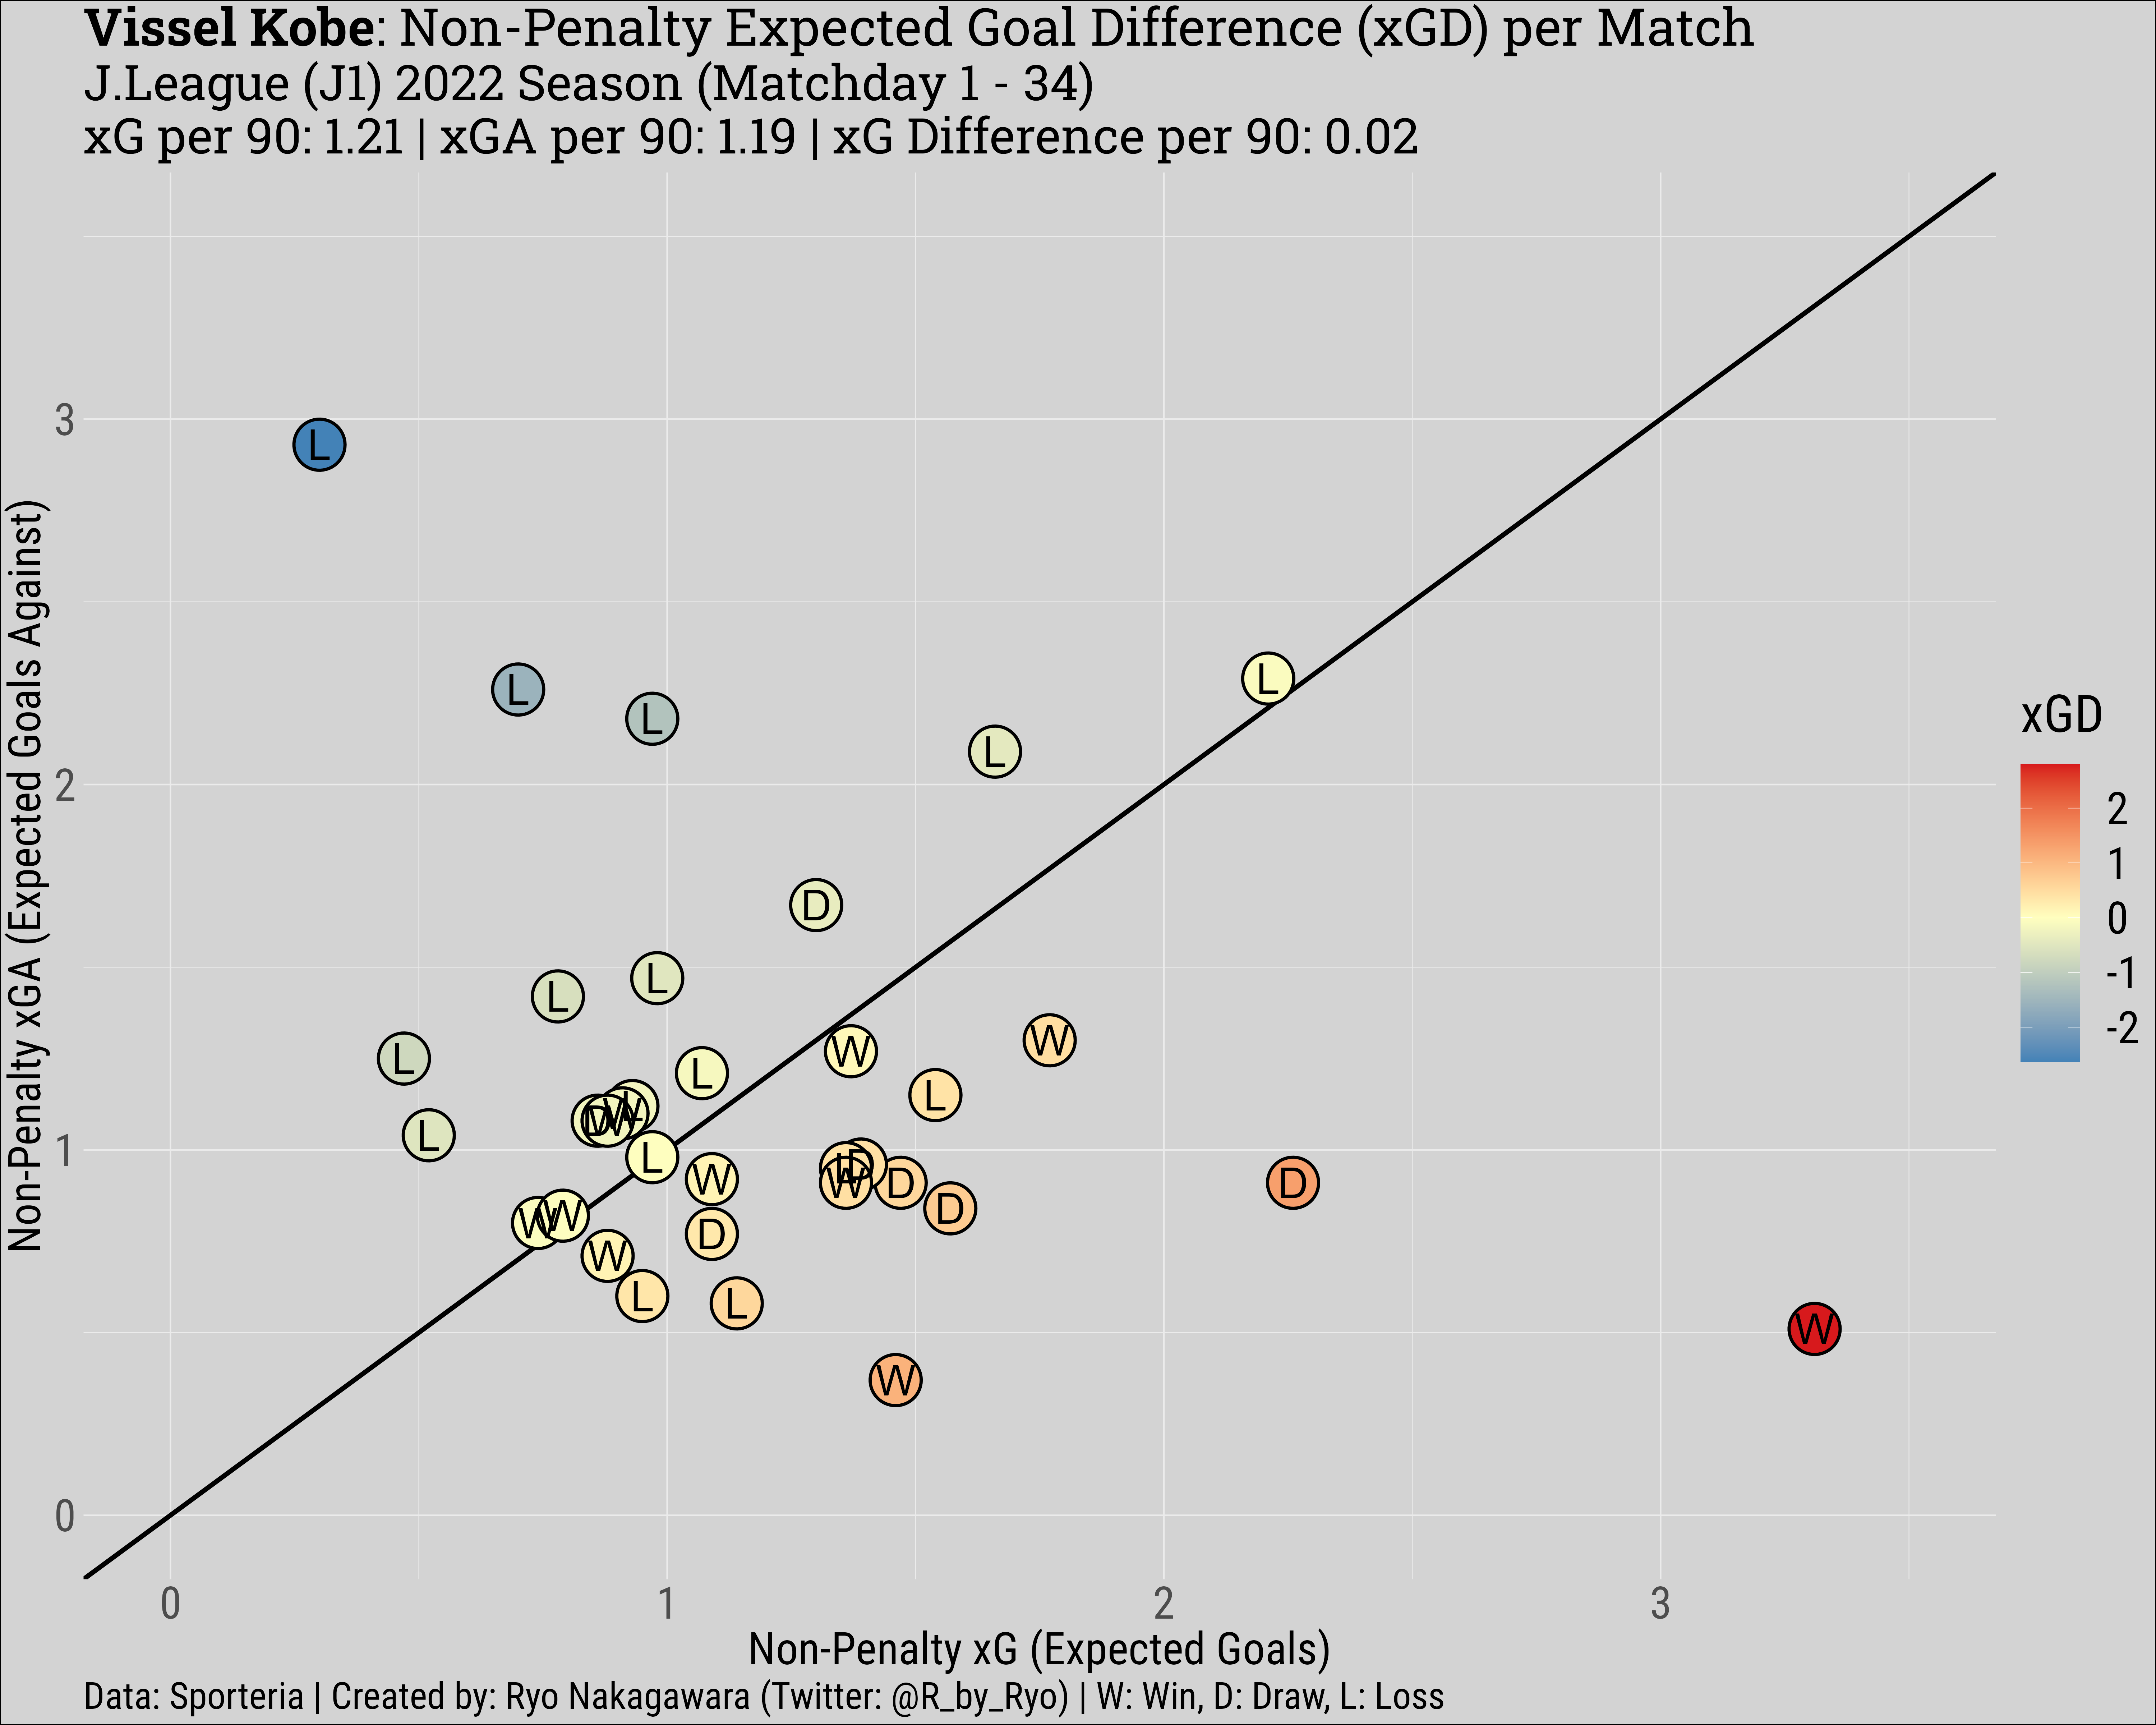 Vissel Kobe: Non-Penalty Expected Goal Difference (xGD) per Match
J.League (J1) 2022 Season (Matchday 1 - 34)
xG per 90: 1.21 | xGA per 90: 1.19 | xG Difference per 90: 0.02
Non-Penalty xGA (Expected Goals Against)
3
2
1
0
L
L
L
L
L
D
L
L
L
L
W
W
L
D
W
L
L
W
L
D
W
D
D
D
W
W
D
W
L
L
W
W
xGD
2
1
0
-1
-2
0
1
2
3
Non-Penalty xG (Expected Goals)
Data: Sporteria | Created by: Ryo Nakagawara (Twitter: @R_by_Ryo) | W: Win, D: Draw, L: Loss